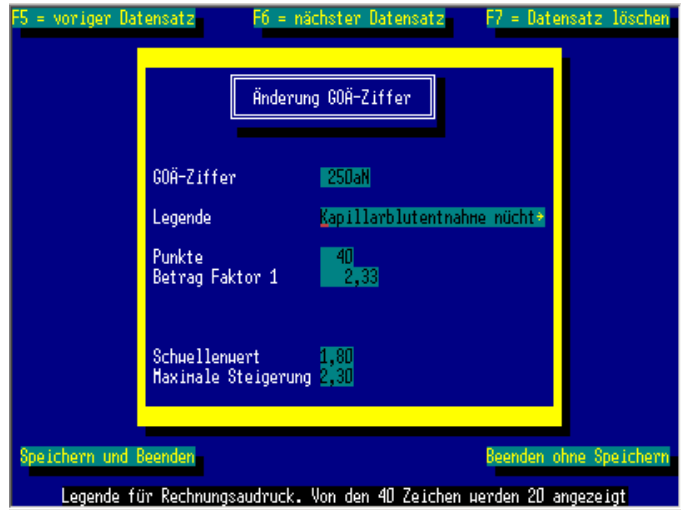 F5 = voriger Datensatz F6 = nächster Datensatz F7 = Datensatz löschen
Änderung GOÄ-Ziffer
GOÄ-Ziffer 250aN
Legende Kapillarblutentnahme nücht→
Punkte 40
Betrag Faktor 1 2,33
Schwellenwert 1,80
Maximale Steigerung 2,30
Speichern und Beenden Beenden ohne Speichern
Legende für Rechnungsaudruck. Von den 40 Zeichen werden 20 angezeigt